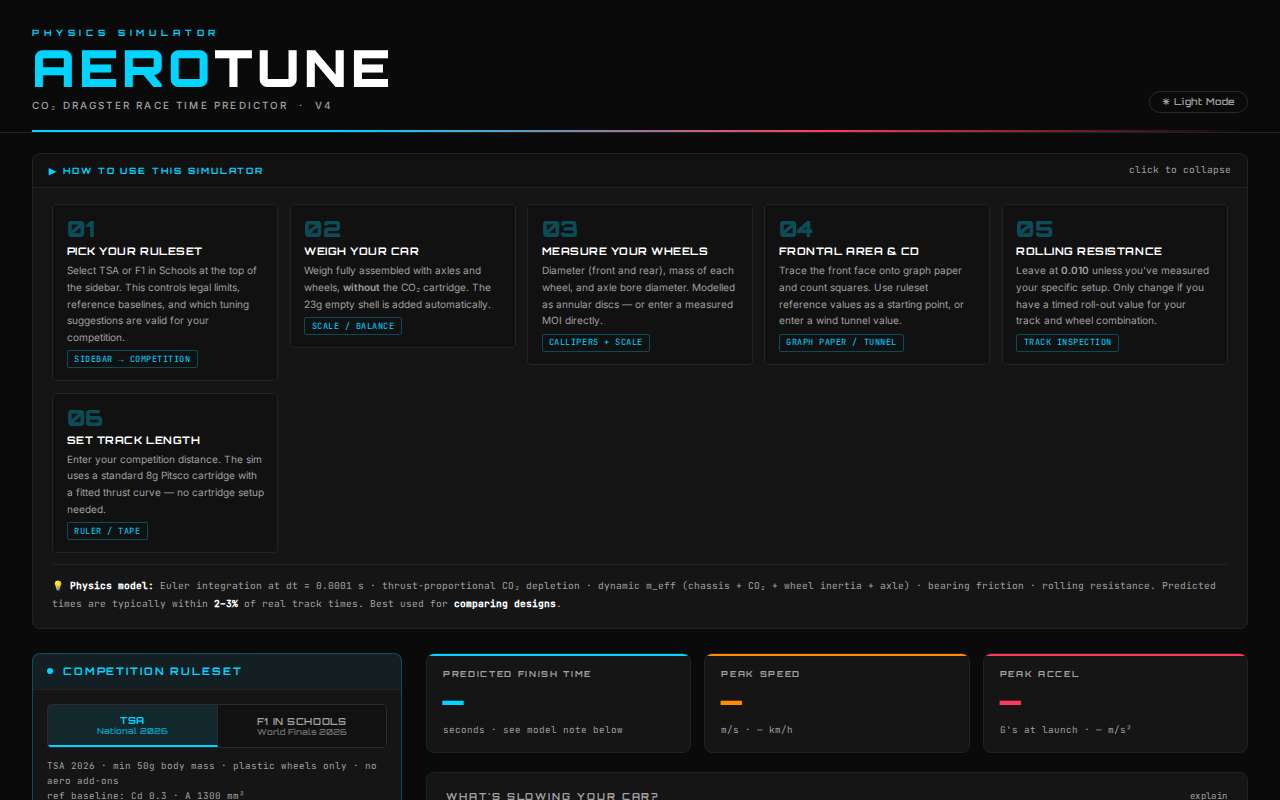 PHYSICS SIMULATOR
AEROTUNE
CO₂ DRAGSTER RACE TIME PREDICTOR · V4
☀ Light Mode
▶ HOW TO USE THIS SIMULATOR
click to collapse
01
PICK YOUR RULESET
Select TSA or F1 in Schools at the top of
the sidebar. This controls legal limits,
reference baselines, and which tuning
suggestions are valid for your
competition.
SIDEBAR → COMPETITION
02
WEIGH YOUR CAR
Weigh fully assembled with axles and
wheels, without the CO₂ cartridge. The
23g empty shell is added automatically.
SCALE / BALANCE
03
MEASURE YOUR WHEELS
Diameter (front and rear), mass of each
wheel, and axle bore diameter. Modelled
as annular discs — or enter a measured
MOI directly.
CALLIPERS + SCALE
04
FRONTAL AREA & CD
Trace the front face onto graph paper
and count squares. Use ruleset
reference values as a starting point, or
enter a wind tunnel value.
GRAPH PAPER / TUNNEL
05
ROLLING RESISTANCE
Leave at 0.010 unless you've measured
your specific setup. Only change if you
have a timed roll-out value for your
track and wheel combination.
TRACK INSPECTION
06
SET TRACK LENGTH
Enter your competition distance. The sim
uses a standard 8g Pitsco cartridge with
a fitted thrust curve — no cartridge setup
needed.
RULER / TAPE
💡 Physics model: Euler integration at dt = 0.0001 s · thrust-proportional CO₂ depletion · dynamic m_eff (chassis + CO₂ + wheel inertia + axle) · bearing friction · rolling resistance. Predicted
times are typically within 2–3% of real track times. Best used for comparing designs.
COMPETITION RULESET
TSA
National 2026
F1 IN SCHOOLS
World Finals 2026
TSA 2026 · min 50g body mass · plastic wheels only · no
aero add-ons
ref baseline: Cd 0.3 · A 1300 mm²
PREDICTED FINISH TIME
—
seconds · see model note below
PEAK SPEED
—
m/s · — km/h
PEAK ACCEL
—
G's at launch · — m/s²
WHAT'S SLOWING YOUR CAR?
explain